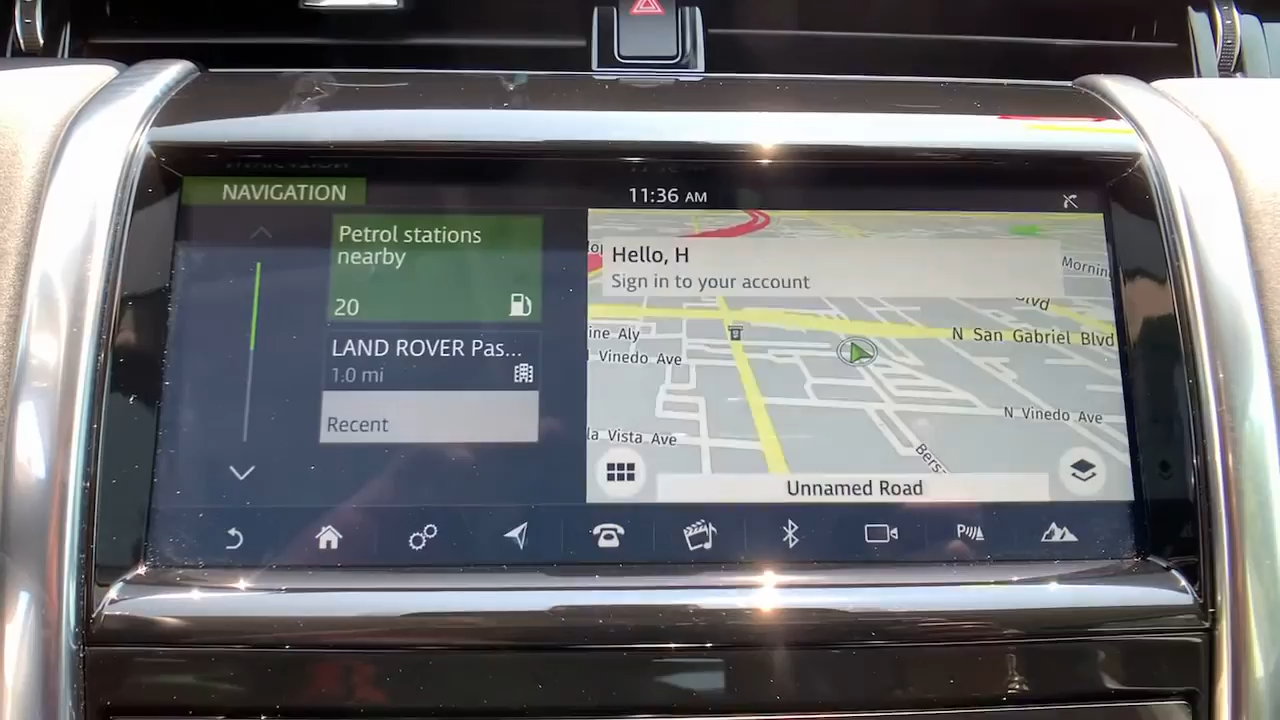 NAVIGATION
11:36 AM
Petrol stations
nearby
20
LAND ROVER Pas...
1.0 mi
Recent
Hello, H
Sign in to your account
Mornin
Blvd
N San Gabriel Blvd
ine Aly
Vinedo Ave
N Vinedo Ave
la Vista Ave
Bers
Unnamed Road